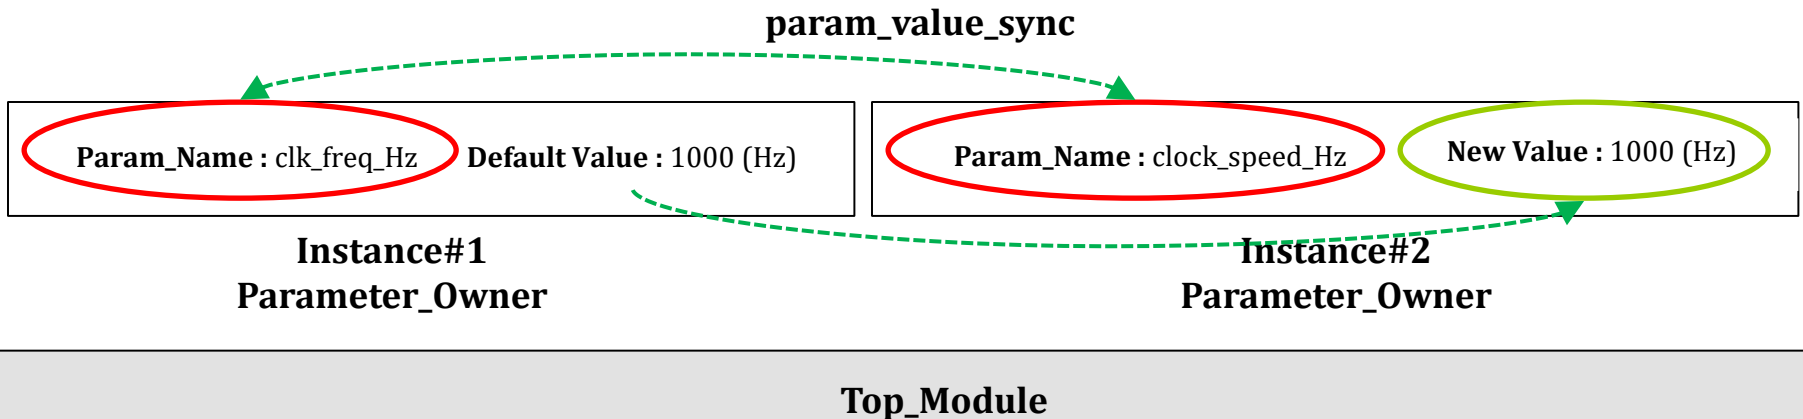 param_value_sync
Param_Name : clk_freq_Hz Default Value : 1000 (Hz) Param_Name : clock_speed_Hz New Value : 1000 (Hz)
Instance#1 Instance#2
Parameter_Owner Parameter_Owner
Top_Module